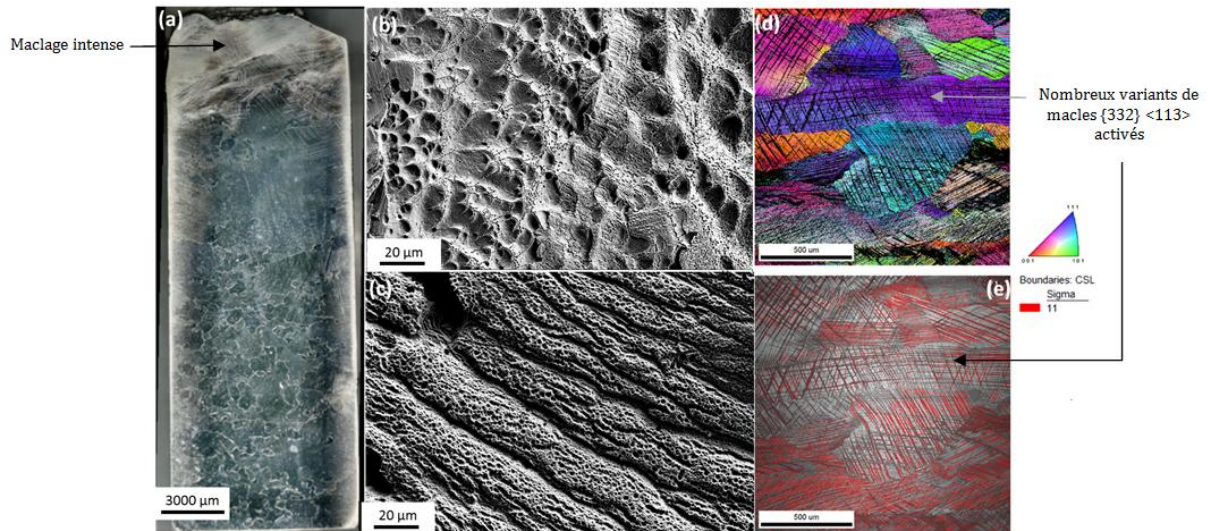 Maclage intense
(a)
3000 µm
(b)
20 µm
(c)
20 µm
(d)
500 um
Nombreux variants de
macles {332} <113>
activés
111
001
101
Boundaries: CSL
Sigma
11
(e)
500 um